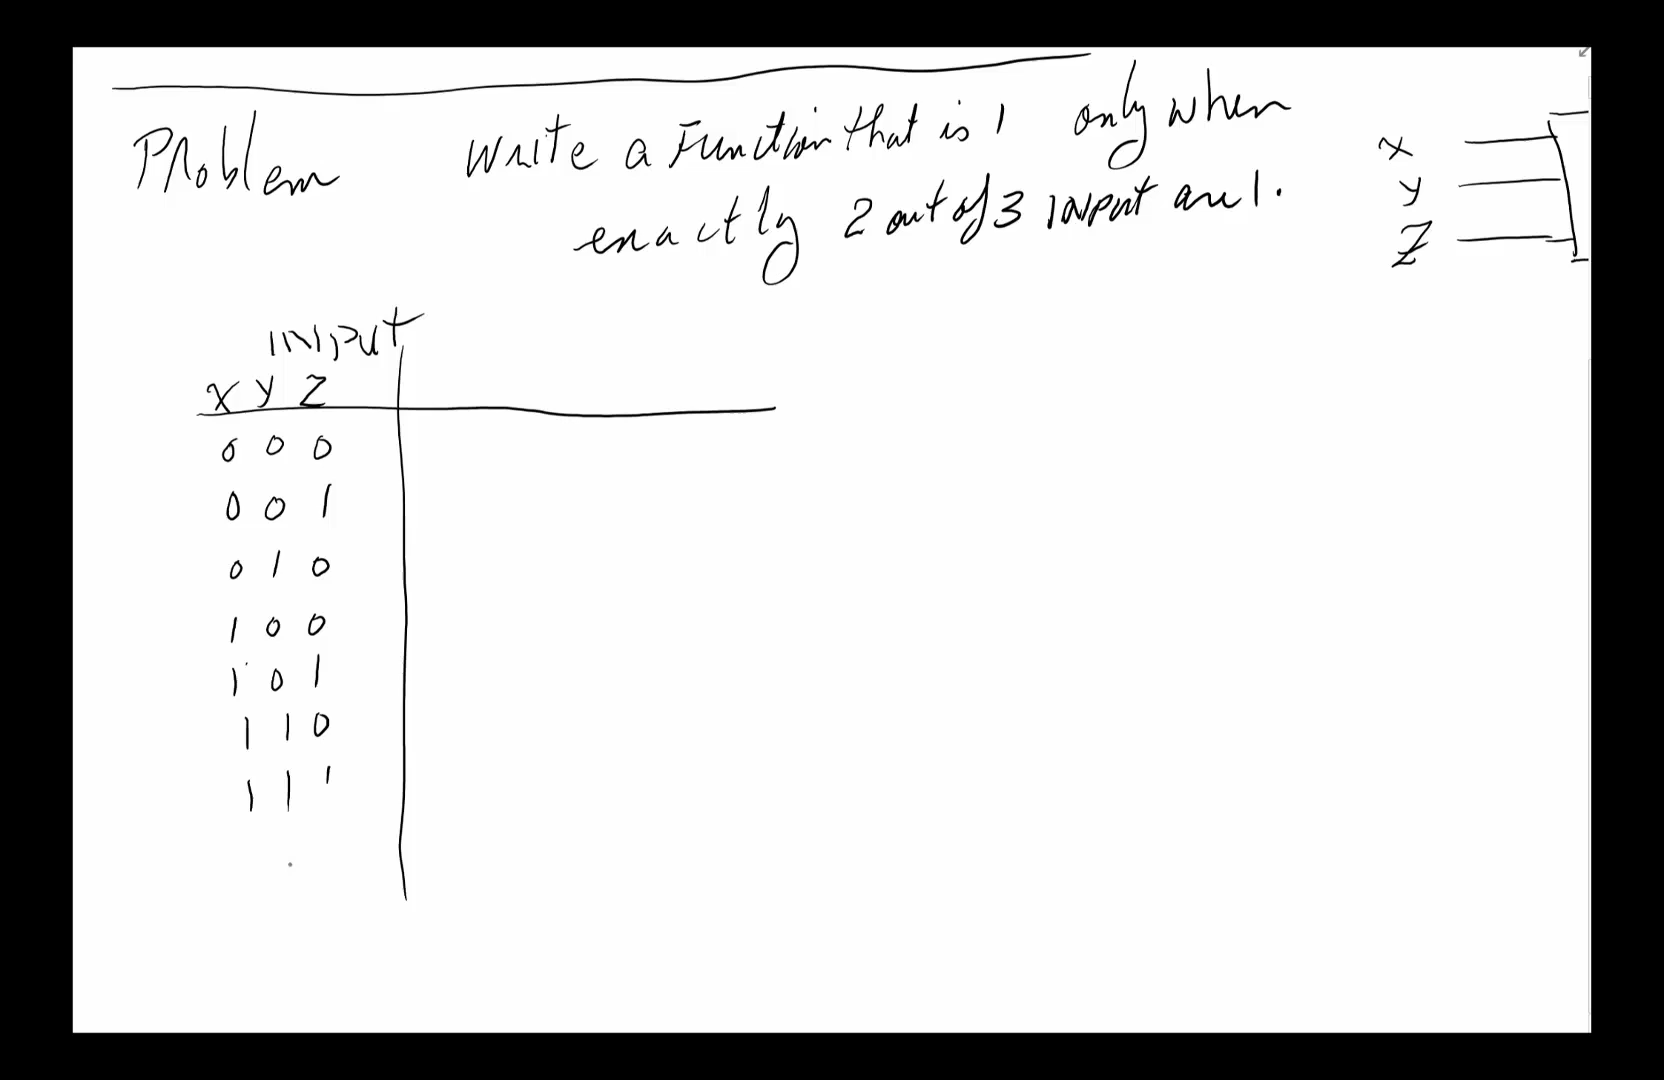 Problem Write a Function that is 1 only when
exactly 2 out of 3 input are 1.
x
y
z
INPUT
x y z
0 0 0
0 0 1
0 1 0
1 0 0
1 0 1
1 1 0
1 1 1